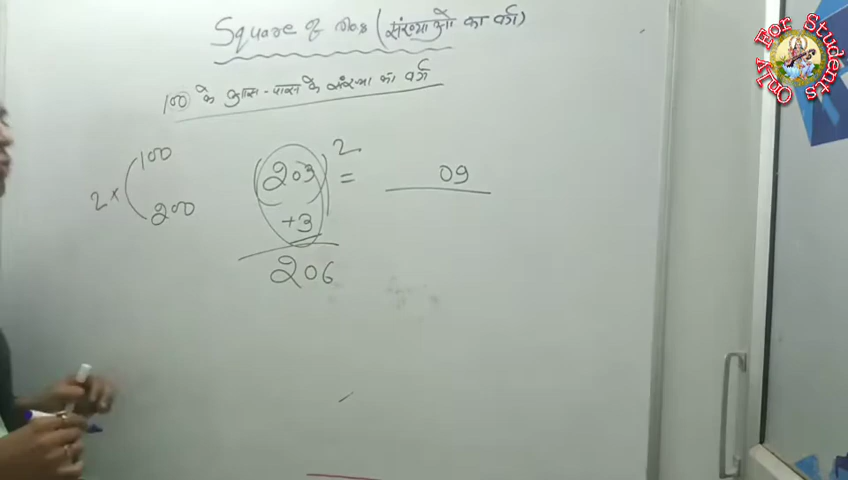 Square of Nos (संख्याओं का वर्ग)
100 के आस-पास के संख्या का वर्ग
2 × ( 100
200
(203)² = 09
+3
206
Only For Students